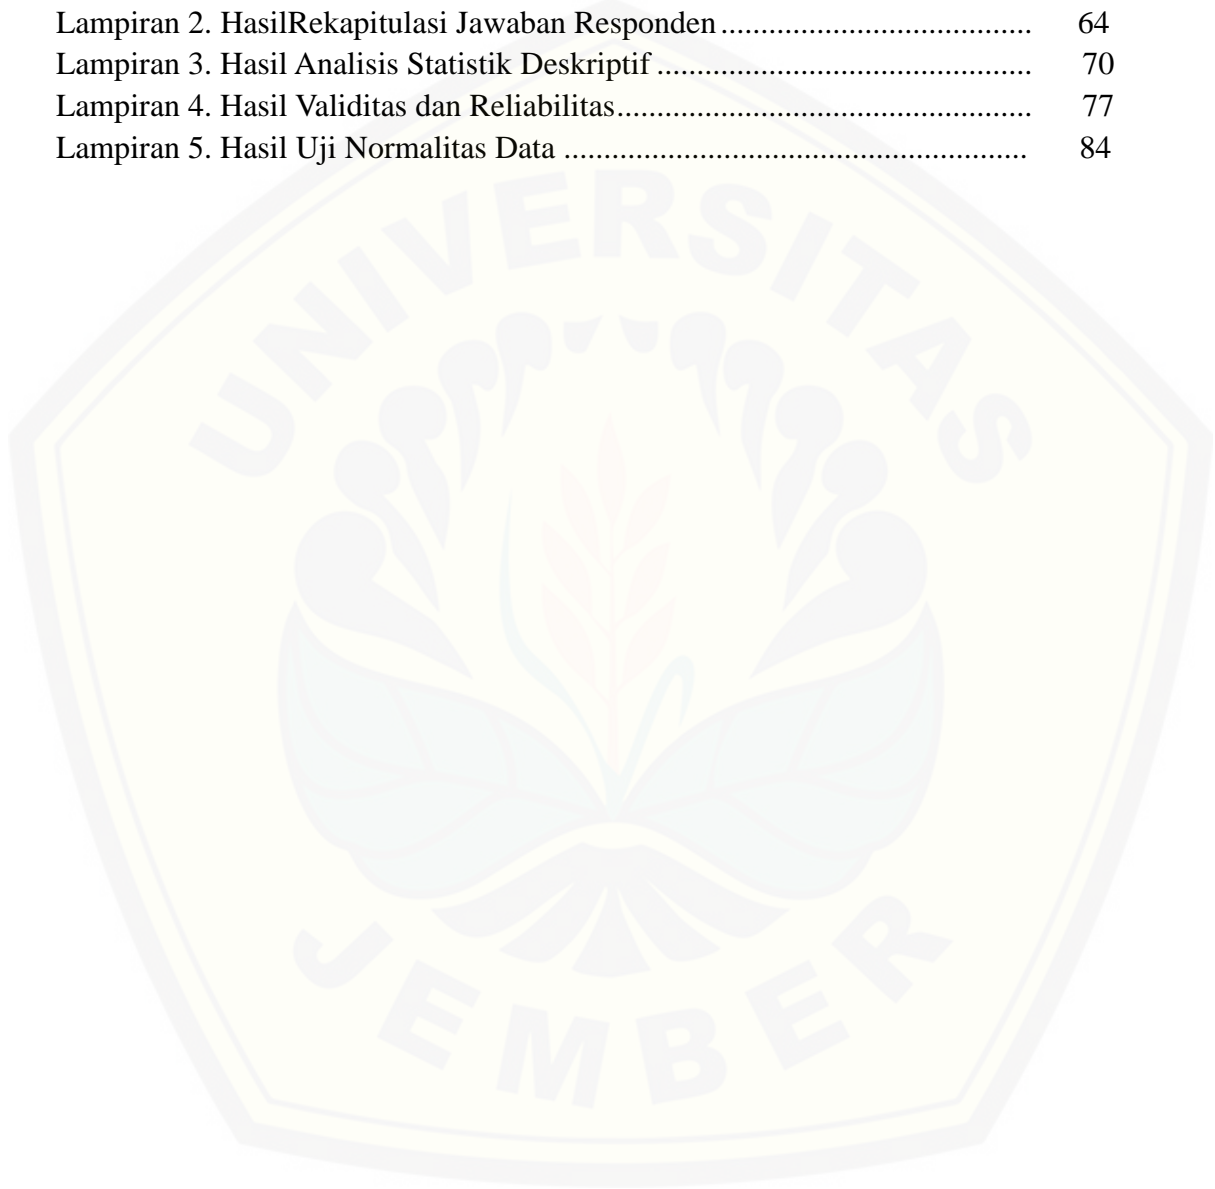 Lampiran 2. HasilRekapitulasi Jawaban Responden ...................................... 64
Lampiran 3. Hasil Analisis Statistik Deskriptif .............................................. 70
Lampiran 4. Hasil Validitas dan Reliabilitas................................................... 77
Lampiran 5. Hasil Uji Normalitas Data ......................................................... 84
UNIVERSITAS
JEMBER